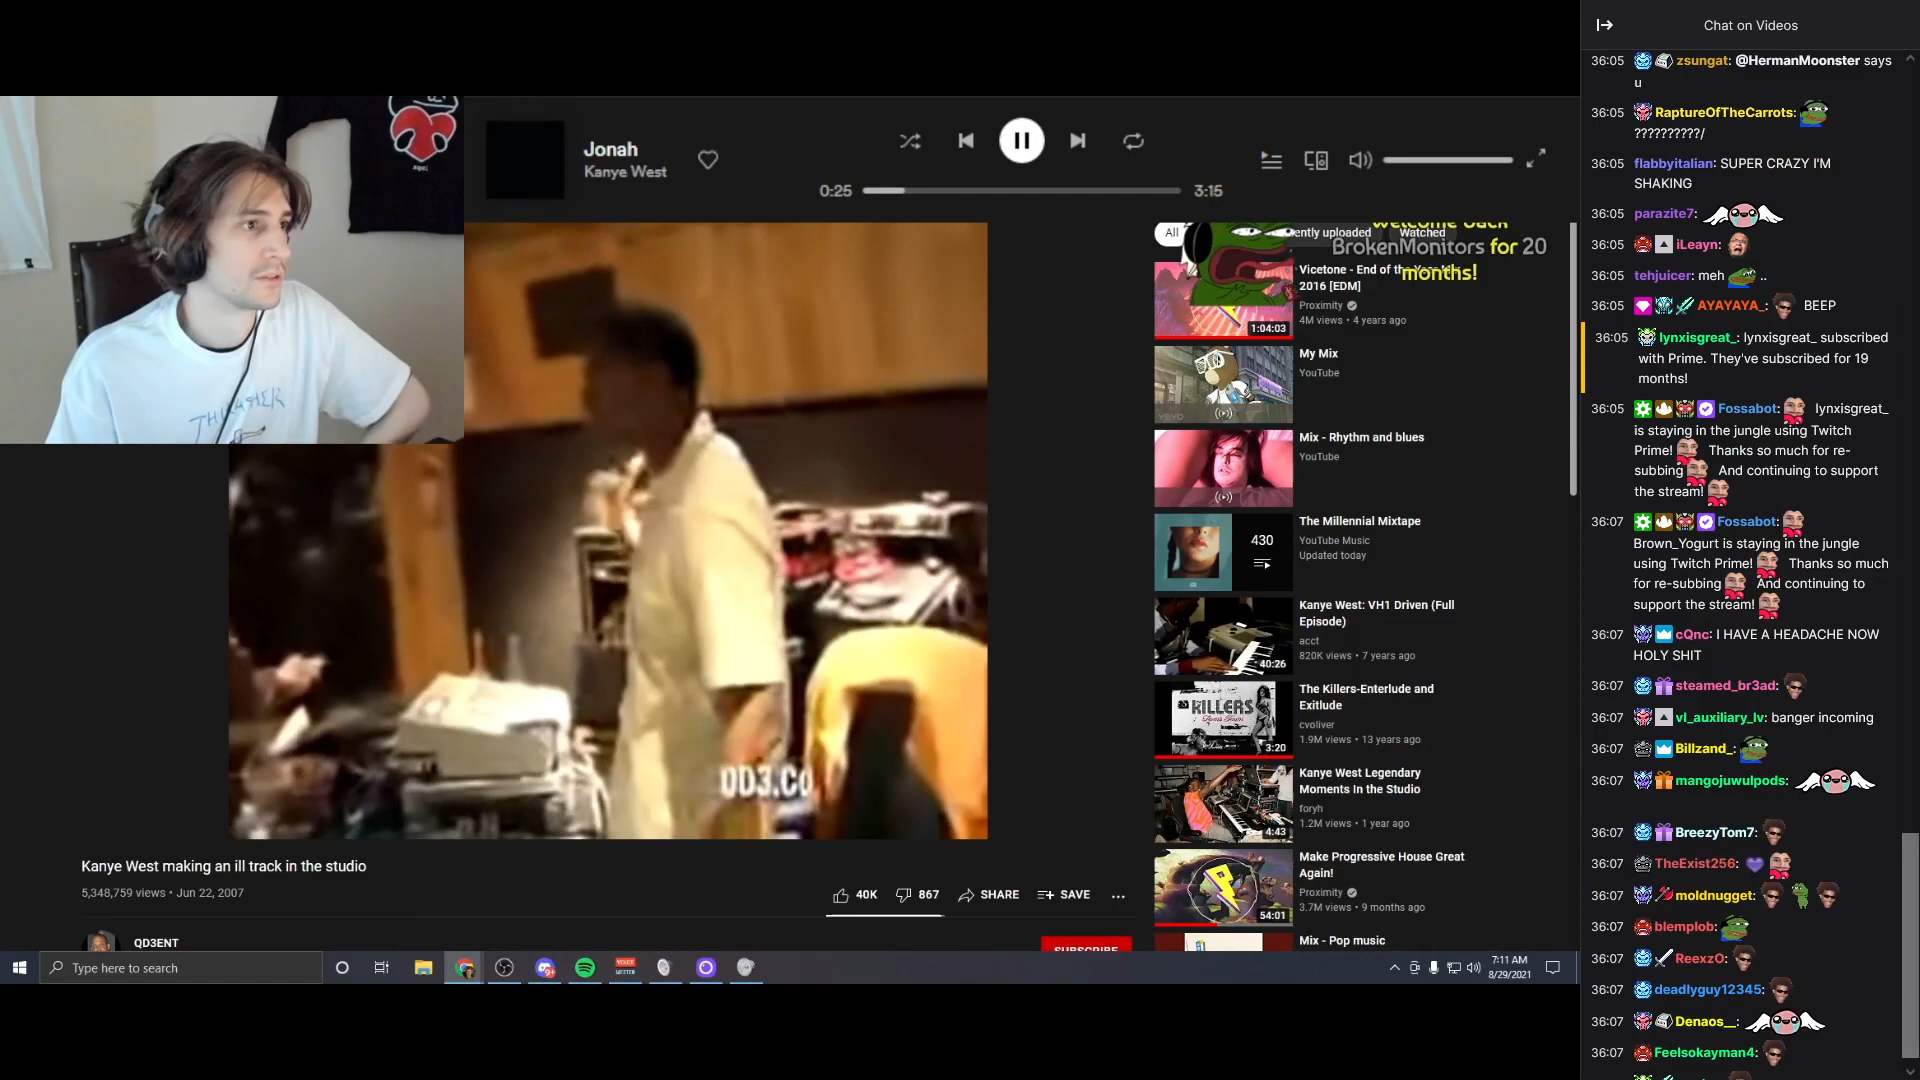 Chat on Videos
36:05 zsungat: @HermanMoonster says
u
36:05 RaptureOfTheCarrots:
??????????/
36:05 flabbyitalian: SUPER CRAZY I'M
SHAKING
36:05 parazite7:
36:05 iLeayn:
36:05 tehjuicer: meh ..
36:05 AYAYAYA_: BEEP
36:05 lynxisgreat_: lynxisgreat_ subscribed
with Prime. They've subscribed for 19
months!
36:05 Fossabot: lynxisgreat_
is staying in the jungle using Twitch
Prime! Thanks so much for re-
subbing And continuing to support
the stream!
36:07 Fossabot:
Brown_Yogurt is staying in the jungle
using Twitch Prime! Thanks so much
for re-subbing And continuing to
support the stream!
36:07 cQnc: I HAVE A HEADACHE NOW
HOLY SHIT
36:07 steamed_br3ad:
36:07 vl_auxiliary_lv: banger incoming
36:07 Billzand_:
36:07 mangojuwulpods:
36:07 BreezyTom7:
36:07 TheExist256:
36:07 moldnugget:
36:07 blemplob:
36:07 ReexzO:
36:07 deadlyguy12345:
36:07 Denaos__:
36:07 Feelsokayman4:
Jonah
Kanye West
0:25 3:15
THRASHER
welcome back
BrokenMonitors for 20
months!
All ently uploaded Watched
Vicetone - End of the Year Mix
2016 [EDM]
Proximity
4M views • 4 years ago
1:04:03
My Mix
YouTube
Mix - Rhythm and blues
YouTube
The Millennial Mixtape
YouTube Music
Updated today
430
Kanye West: VH1 Driven (Full
Episode)
acct
820K views • 7 years ago
40:26
The Killers-Enterlude and
Exitlude
cvoliver
1.9M views • 13 years ago
KILLERS
3:20
Kanye West Legendary
Moments In the Studio
foryh
1.2M views • 1 year ago
4:43
Make Progressive House Great
Again!
Proximity
3.7M views • 9 months ago
54:01
Mix - Pop music
QD3.Co
Kanye West making an ill track in the studio
5,348,759 views • Jun 22, 2007
40K 867 SHARE SAVE ...
QD3ENT
SUBSCRIBE
Type here to search
7:11 AM
8/29/2021